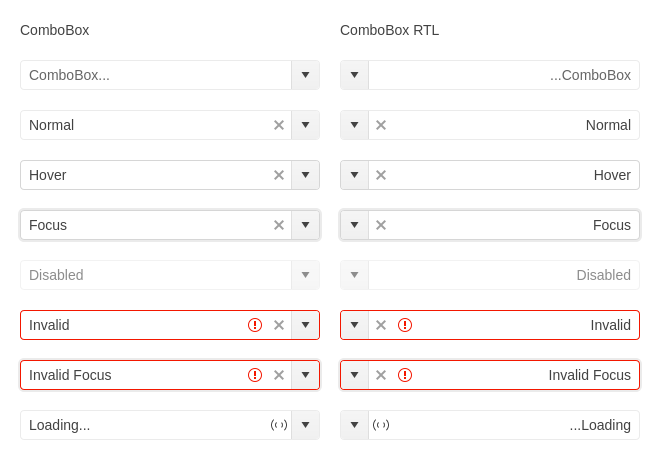 ComboBox ComboBox RTL
ComboBox... ...ComboBox
Normal Normal
Hover Hover
Focus Focus
Disabled Disabled
Invalid Invalid
Invalid Focus Invalid Focus
Loading... ...Loading